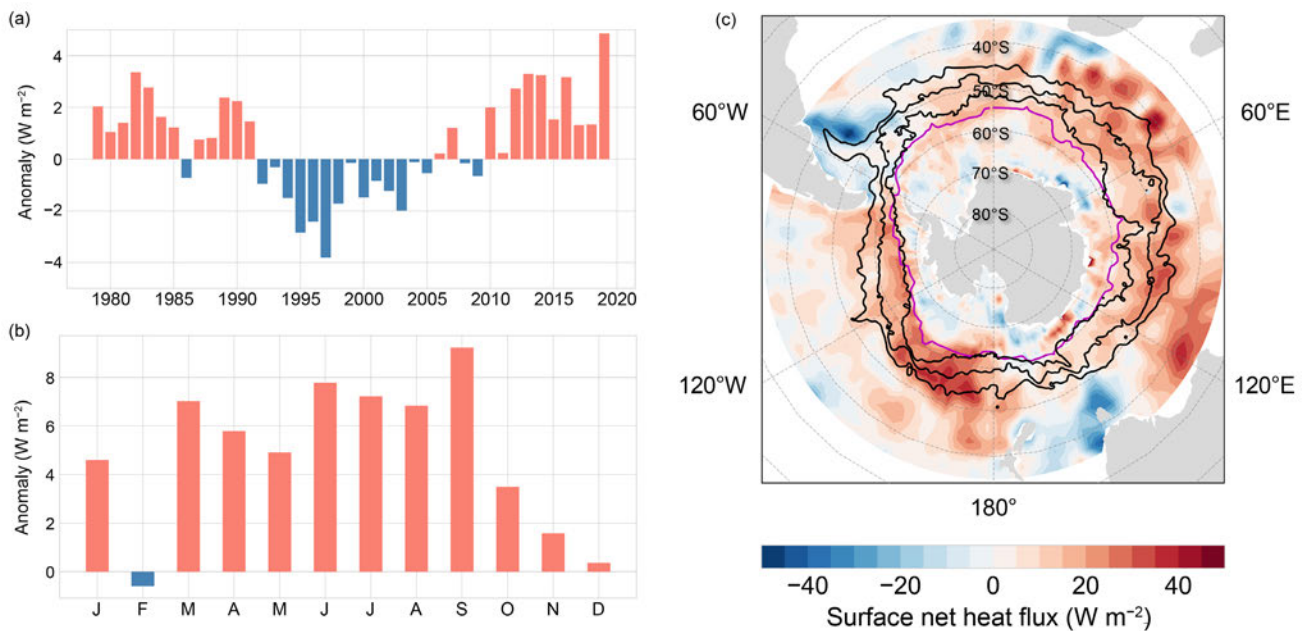 (a)
4
2
0
−2
−4
Anomaly (W m⁻²)
1980 1985 1990 1995 2000 2005 2010 2015 2020
(b)
8
6
4
2
0
Anomaly (W m⁻²)
J F M A M J J A S O N D
(c)
40°S
50°S
60°S
70°S
80°S
60°W
60°E
120°W
120°E
180°
−40 −20 0 20 40
Surface net heat flux (W m⁻²)